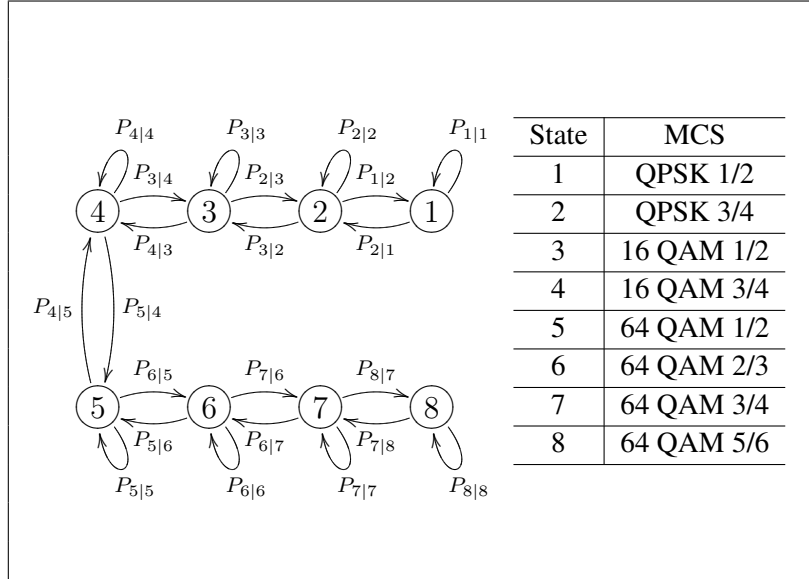 P4|4 P3|3 P2|2 P1|1
P3|4 P2|3 P1|2
4 3 2 1
P4|3 P3|2 P2|1
P4|5 P5|4
P6|5 P7|6 P8|7
5 6 7 8
P5|6 P6|7 P7|8
P5|5 P6|6 P7|7 P8|8
State MCS
1 QPSK 1/2
2 QPSK 3/4
3 16 QAM 1/2
4 16 QAM 3/4
5 64 QAM 1/2
6 64 QAM 2/3
7 64 QAM 3/4
8 64 QAM 5/6